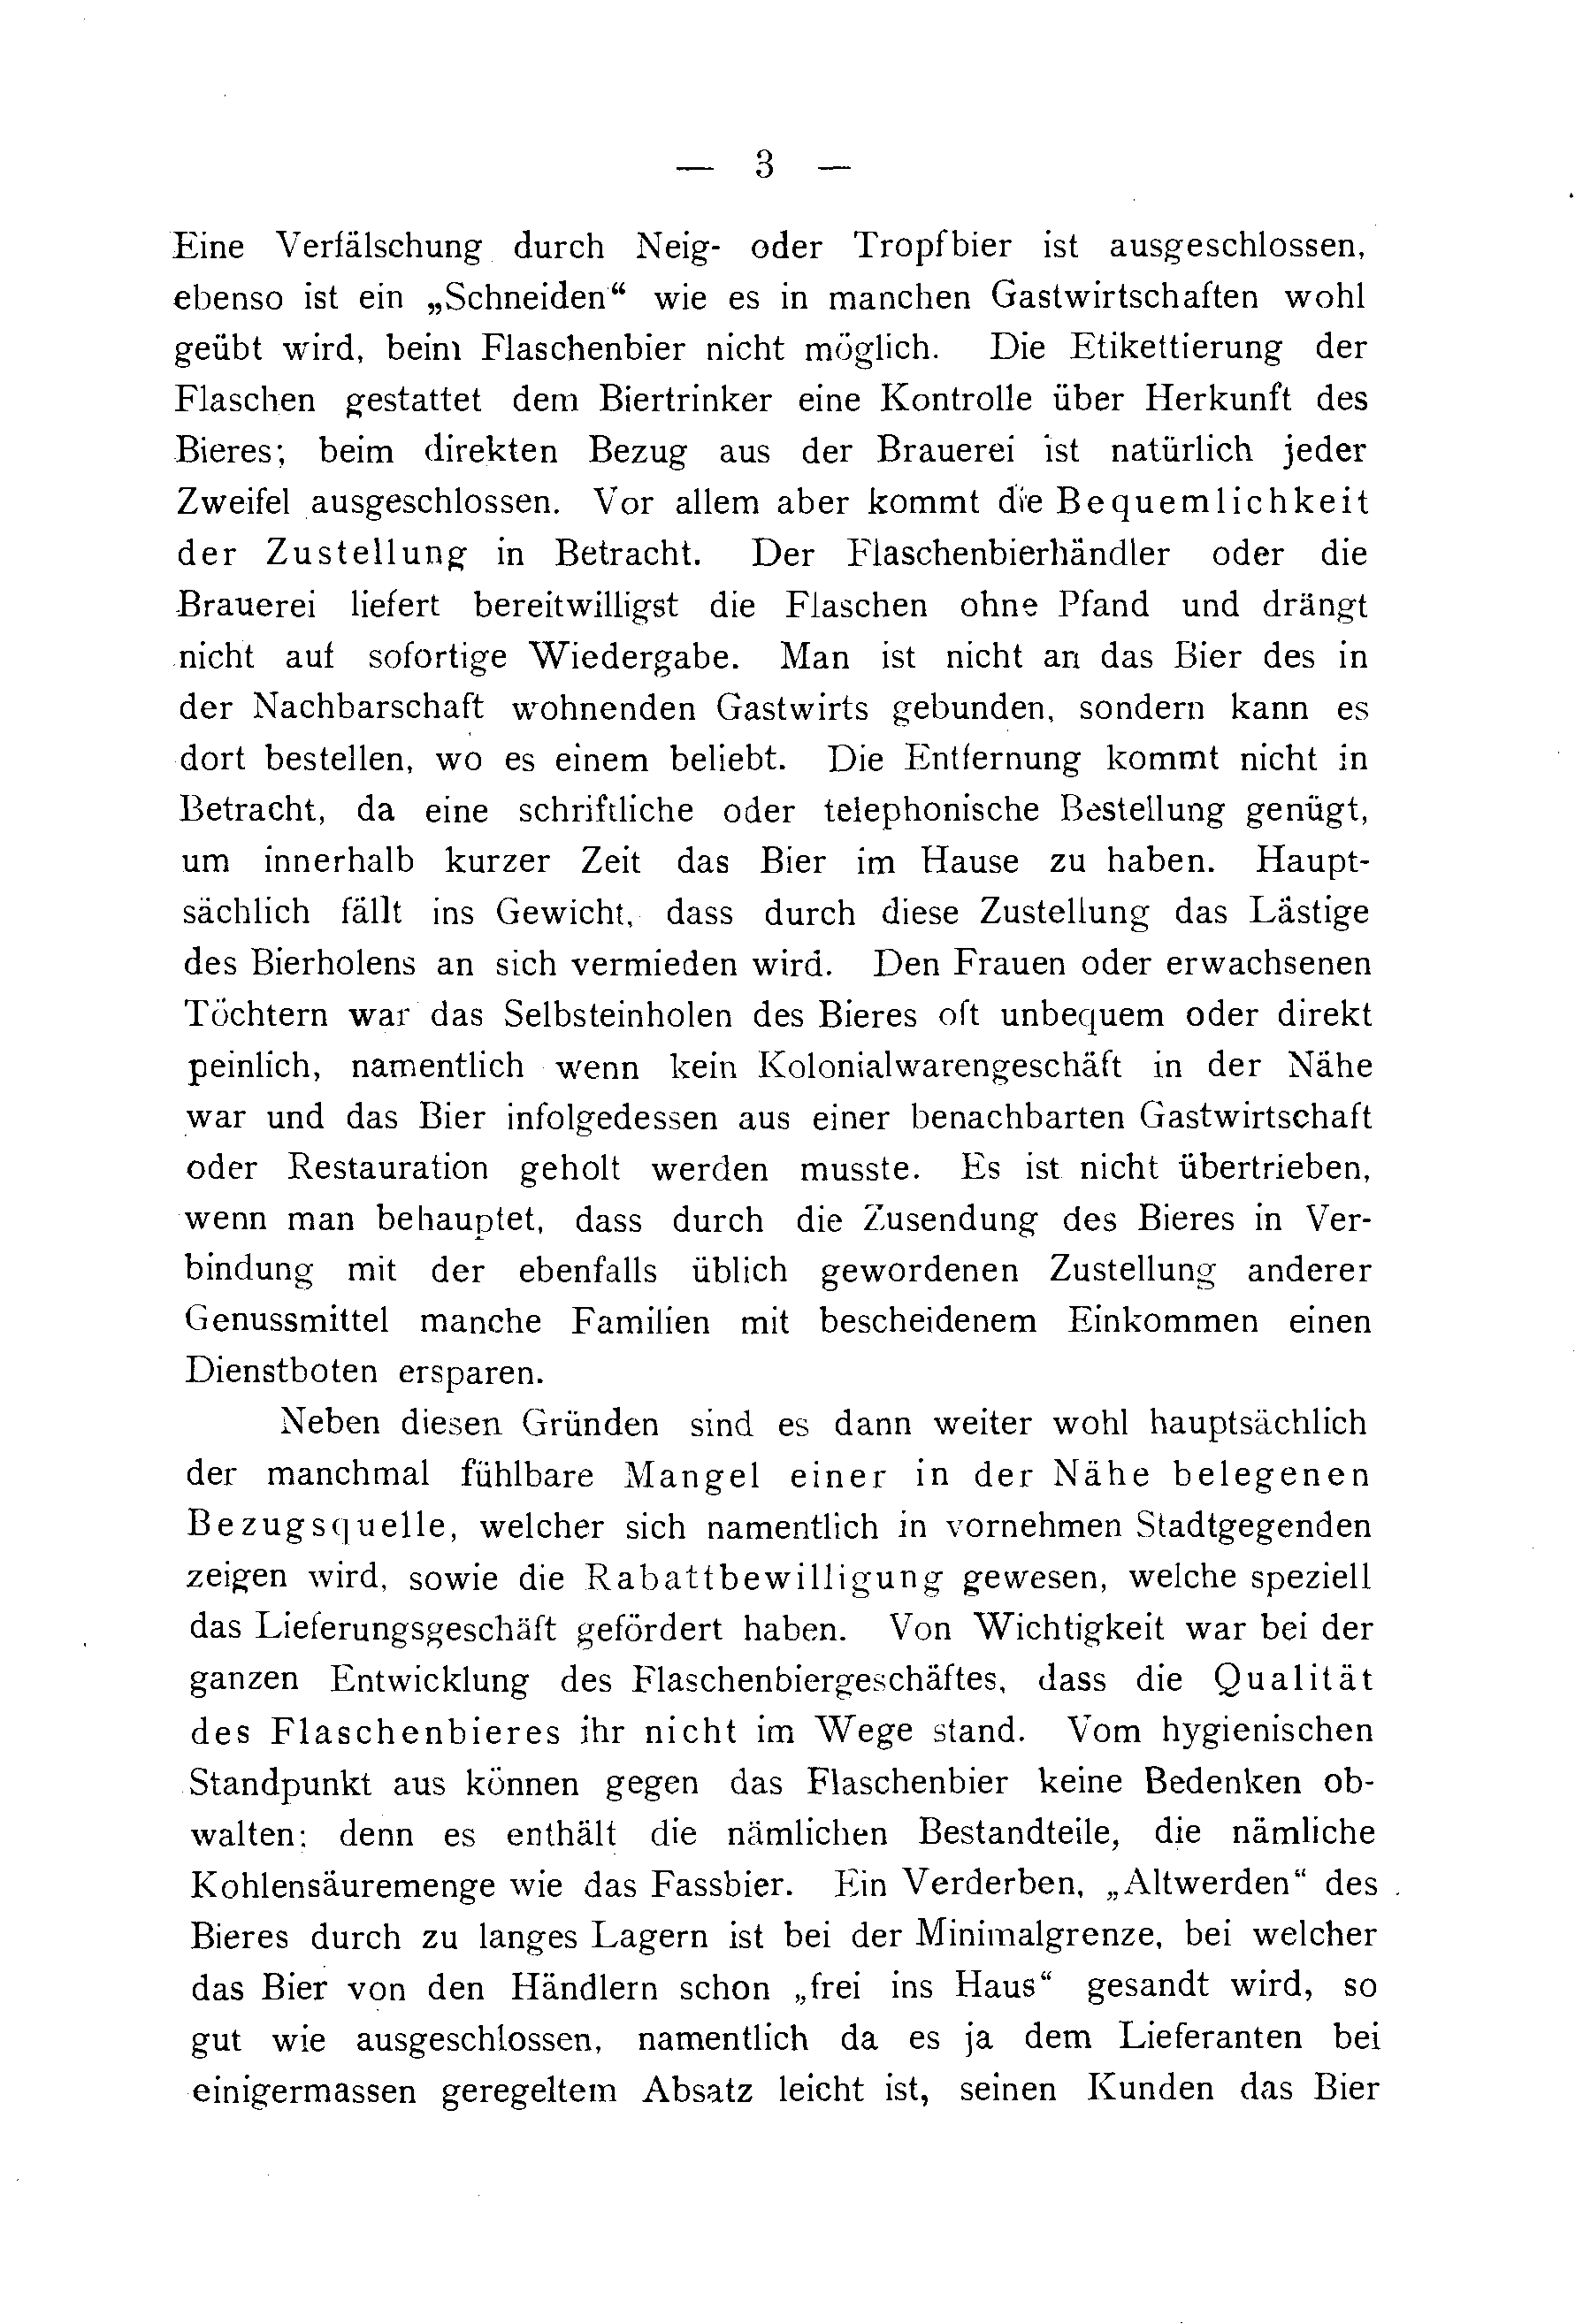 — 3 —
Eine Verfälschung durch Neig- oder Tropfbier ist ausgeschlossen,
ebenso ist ein „Schneiden“ wie es in manchen Gastwirtschaften wohl
geübt wird, beim Flaschenbier nicht möglich. Die Etikettierung der
Flaschen gestattet dem Biertrinker eine Kontrolle über Herkunft des
Bieres; beim direkten Bezug aus der Brauerei ist natürlich jeder
Zweifel ausgeschlossen. Vor allem aber kommt die Bequemlichkeit
der Zustellung in Betracht. Der Flaschenbierhändler oder die
Brauerei liefert bereitwilligst die Flaschen ohne Pfand und drängt
nicht auf sofortige Wiedergabe. Man ist nicht an das Bier des in
der Nachbarschaft wohnenden Gastwirts gebunden, sondern kann es
dort bestellen, wo es einem beliebt. Die Entfernung kommt nicht in
Betracht, da eine schriftliche oder telephonische Bestellung genügt,
um innerhalb kurzer Zeit das Bier im Hause zu haben. Haupt-
sächlich fällt ins Gewicht, dass durch diese Zustellung das Lästige
des Bierholens an sich vermieden wird. Den Frauen oder erwachsenen
Töchtern war das Selbsteinholen des Bieres oft unbequem oder direkt
peinlich, namentlich wenn kein Kolonialwarengeschäft in der Nähe
war und das Bier infolgedessen aus einer benachbarten Gastwirtschaft
oder Restauration geholt werden musste. Es ist nicht übertrieben,
wenn man behauptet, dass durch die Zusendung des Bieres in Ver-
bindung mit der ebenfalls üblich gewordenen Zustellung anderer
Genussmittel manche Familien mit bescheidenem Einkommen einen
Dienstboten ersparen.
Neben diesen Gründen sind es dann weiter wohl hauptsächlich
der manchmal fühlbare Mangel einer in der Nähe belegenen
Bezugsquelle, welcher sich namentlich in vornehmen Stadtgegenden
zeigen wird, sowie die Rabattbewilligung gewesen, welche speziell
das Lieferungsgeschäft gefördert haben. Von Wichtigkeit war bei der
ganzen Entwicklung des Flaschenbiergeschäftes, dass die Qualität
des Flaschenbieres ihr nicht im Wege stand. Vom hygienischen
Standpunkt aus können gegen das Flaschenbier keine Bedenken ob-
walten; denn es enthält die nämlichen Bestandteile, die nämliche
Kohlensäuremenge wie das Fassbier. Ein Verderben, „Altwerden“ des
Bieres durch zu langes Lagern ist bei der Minimalgrenze, bei welcher
das Bier von den Händlern schon „frei ins Haus“ gesandt wird, so
gut wie ausgeschlossen, namentlich da es ja dem Lieferanten bei
einigermassen geregeltem Absatz leicht ist, seinen Kunden das Bier